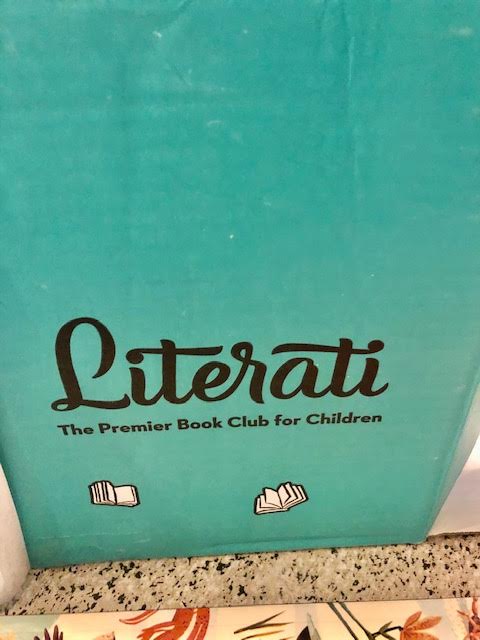 Literati
The Premier Book Club for Children